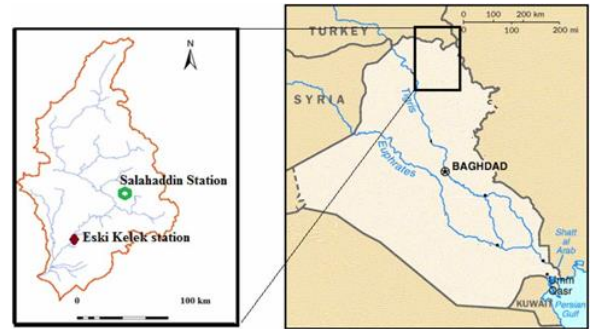 N
Salahaddin Station
Eski Kelek station
0 100 km
0 100 200 km
0 100 200 mi
TURKEY
SYRIA
Tigris
Euphrates
BAGHDAD
Shatt
al
Arab
Umm
Qasr
KUWAIT
Persian
Gulf